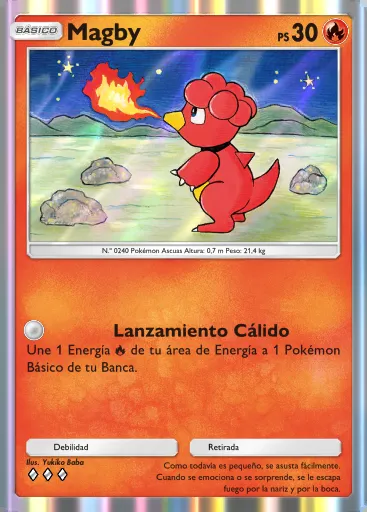 BÁSICO Magby PS 30
N.º 0240 Pokémon Ascuas Altura: 0,7 m Peso: 21,4 kg
Lanzamiento Cálido
Une 1 Energía de tu área de Energía a 1 Pokémon
Básico de tu Banca.
Debilidad Retirada
Ilus. Yukiko Baba
Como todavía es pequeño, se asusta fácilmente.
Cuando se emociona o se sorprende, se le escapa
fuego por la nariz y por la boca.